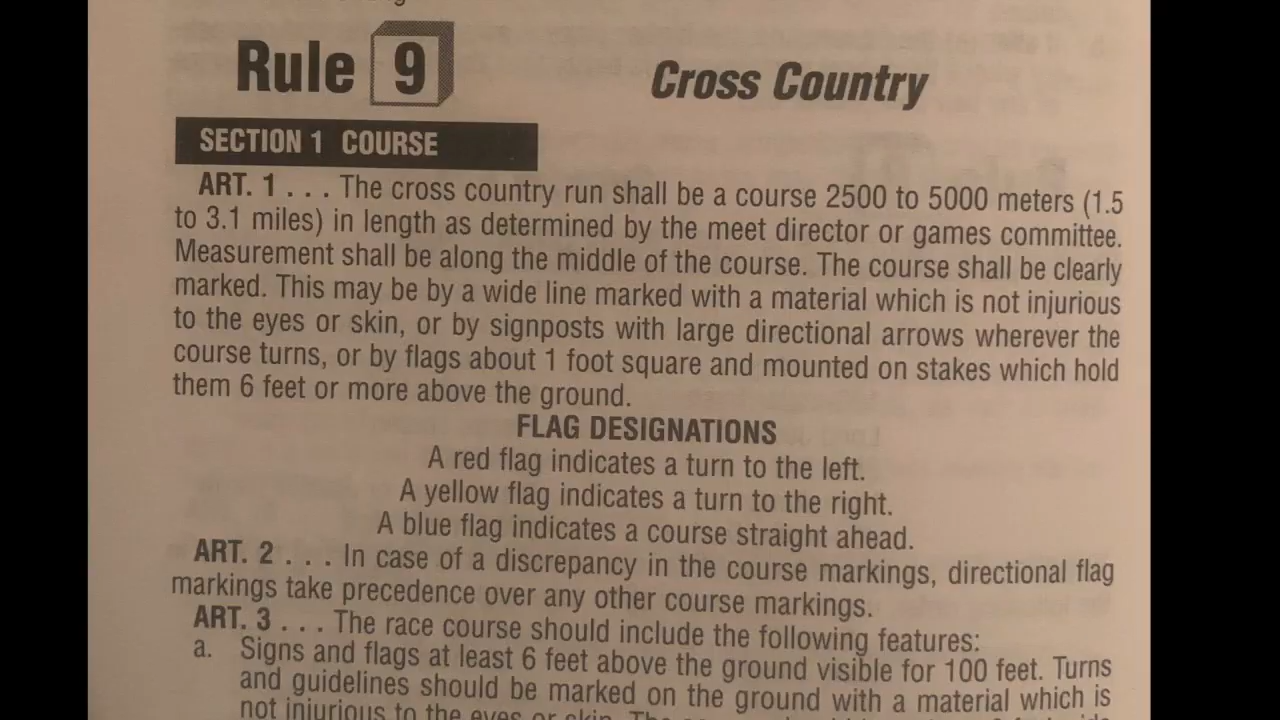 Rule 9
Cross Country
SECTION 1 COURSE
ART. 1 . . . The cross country run shall be a course 2500 to 5000 meters (1.5
to 3.1 miles) in length as determined by the meet director or games committee.
Measurement shall be along the middle of the course. The course shall be clearly
marked. This may be by a wide line marked with a material which is not injurious
to the eyes or skin, or by signposts with large directional arrows wherever the
course turns, or by flags about 1 foot square and mounted on stakes which hold
them 6 feet or more above the ground.
FLAG DESIGNATIONS
A red flag indicates a turn to the left.
A yellow flag indicates a turn to the right.
A blue flag indicates a course straight ahead.
ART. 2 . . . In case of a discrepancy in the course markings, directional flag
markings take precedence over any other course markings.
ART. 3 . . . The race course should include the following features:
a. Signs and flags at least 6 feet above the ground visible for 100 feet. Turns
and guidelines should be marked on the ground with a material which is
not injurious to the eyes or skin. The